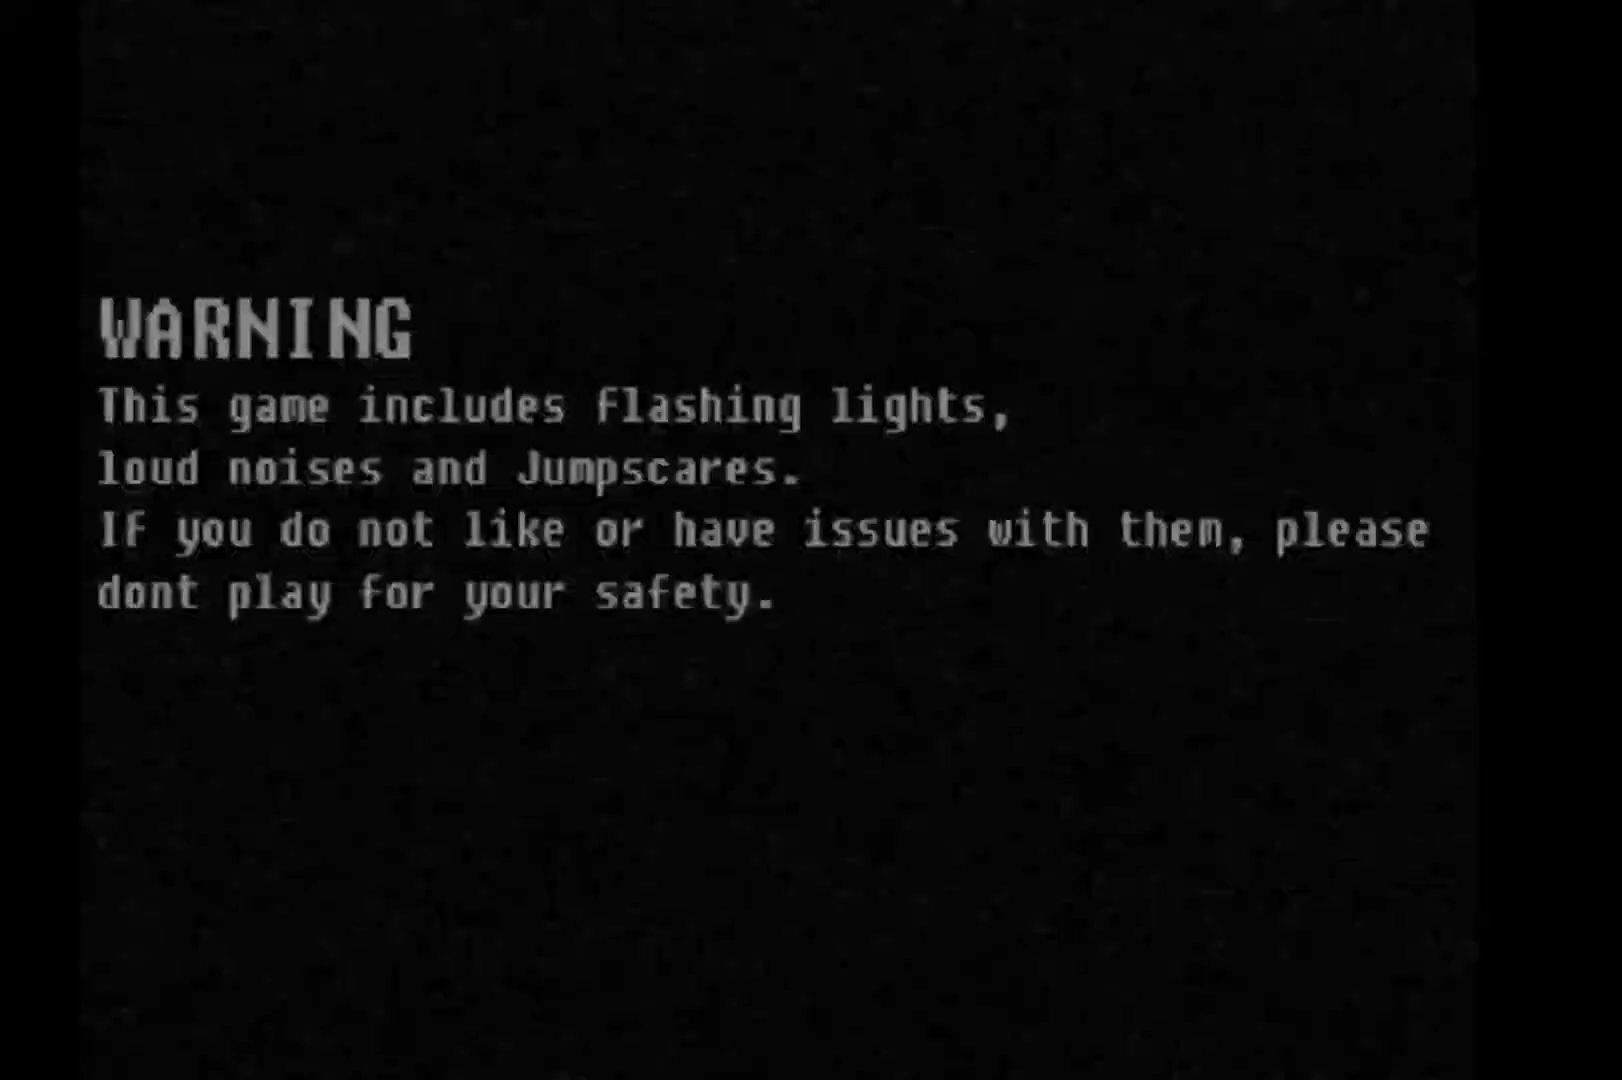 WARNING
This game includes flashing lights,
loud noises and Jumpscares.
If you do not like or have issues with them, please
dont play for your safety.